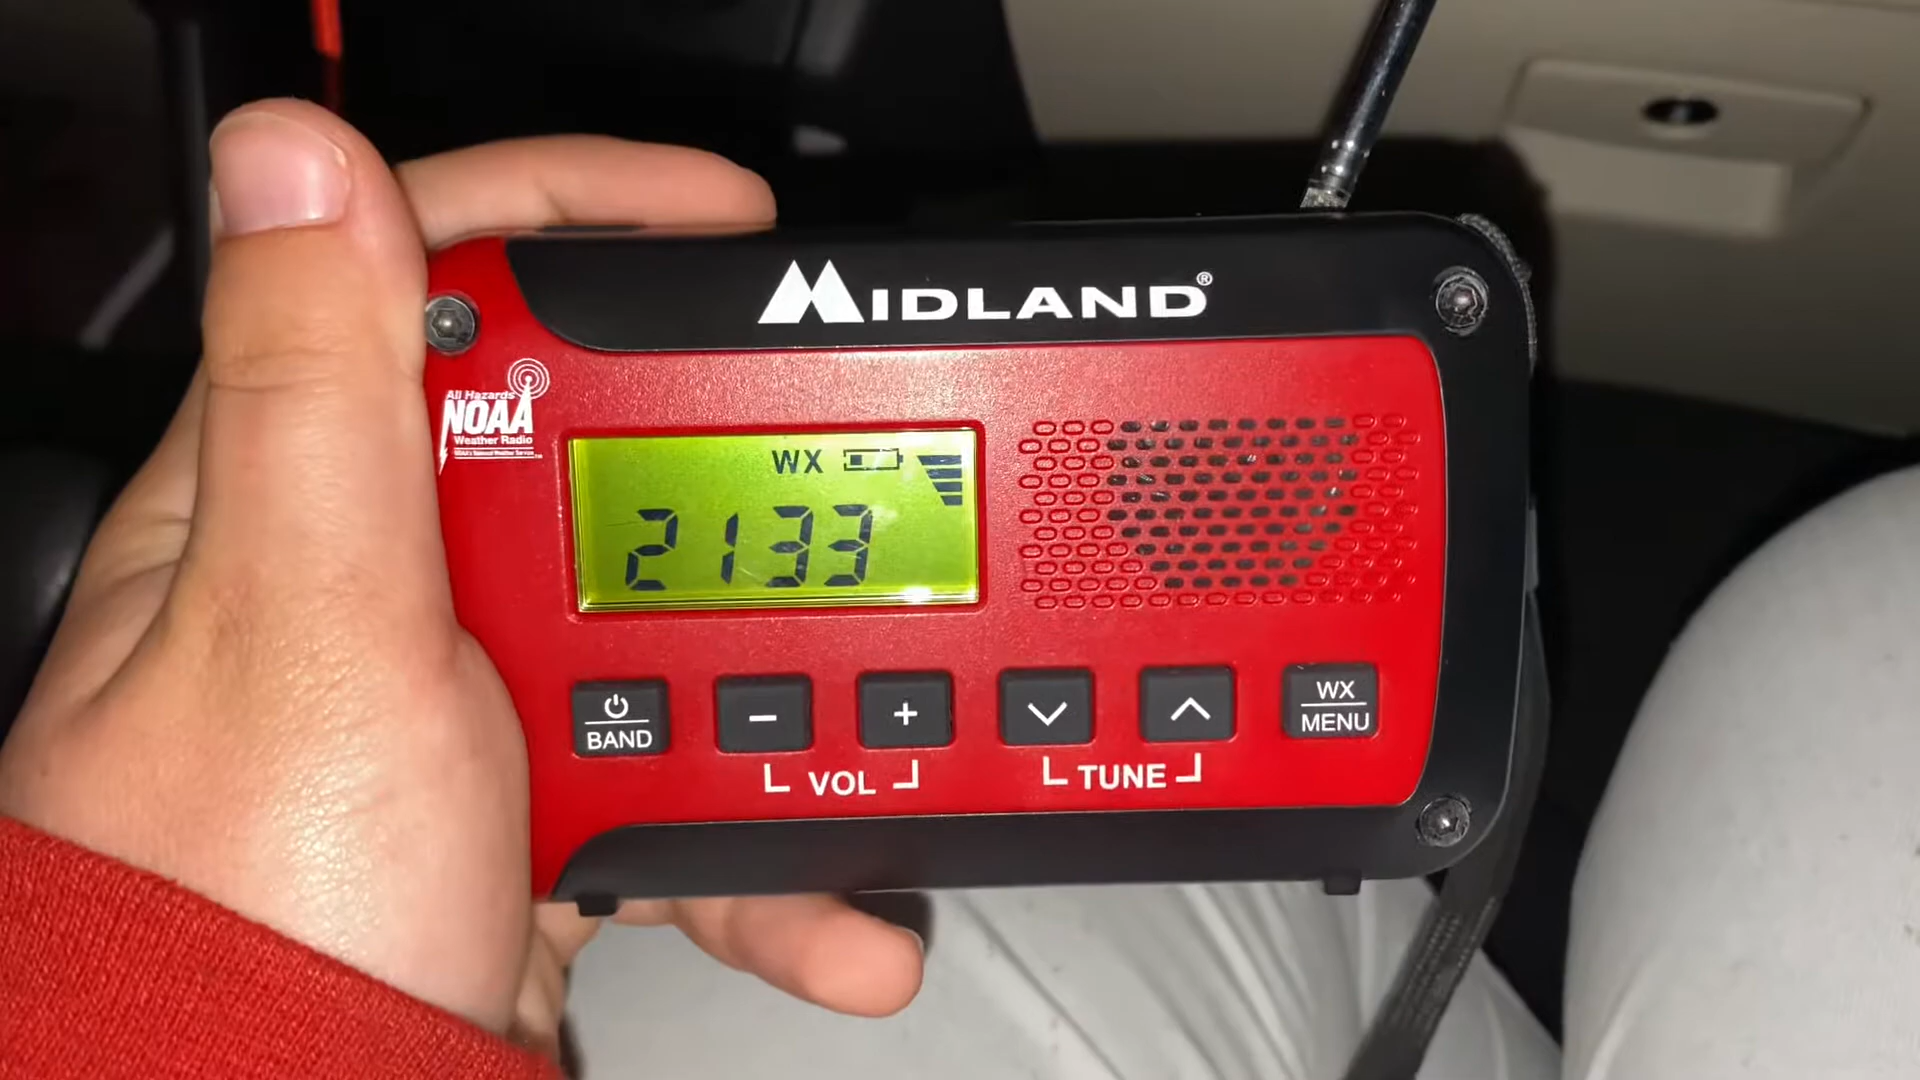 MIDLAND®
All Hazards
NOAA
Weather Radio
WX
2133
BAND
VOL
TUNE
WX
MENU